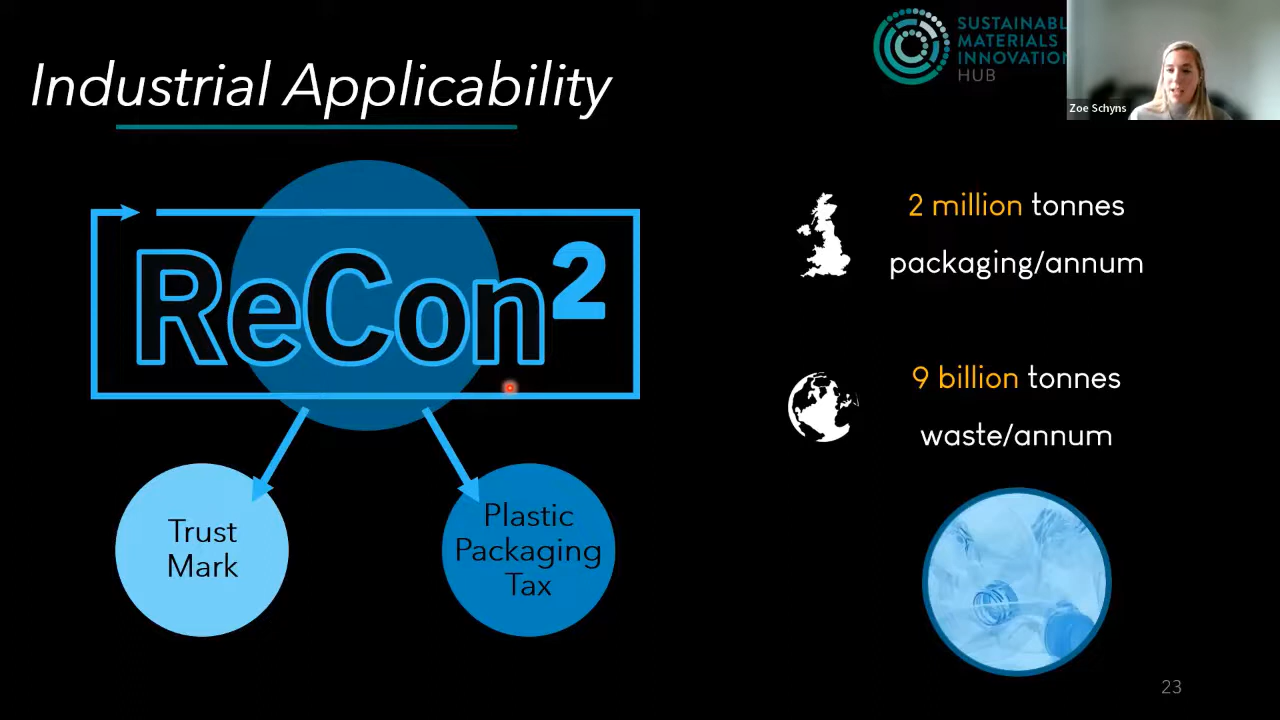 Industrial Applicability
SUSTAINABL
MATERIALS
INNOVATION
HUB
Zoe Schyns
ReCon²
2 million tonnes
packaging/annum
9 billion tonnes
waste/annum
Trust
Mark
Plastic
Packaging
Tax
23